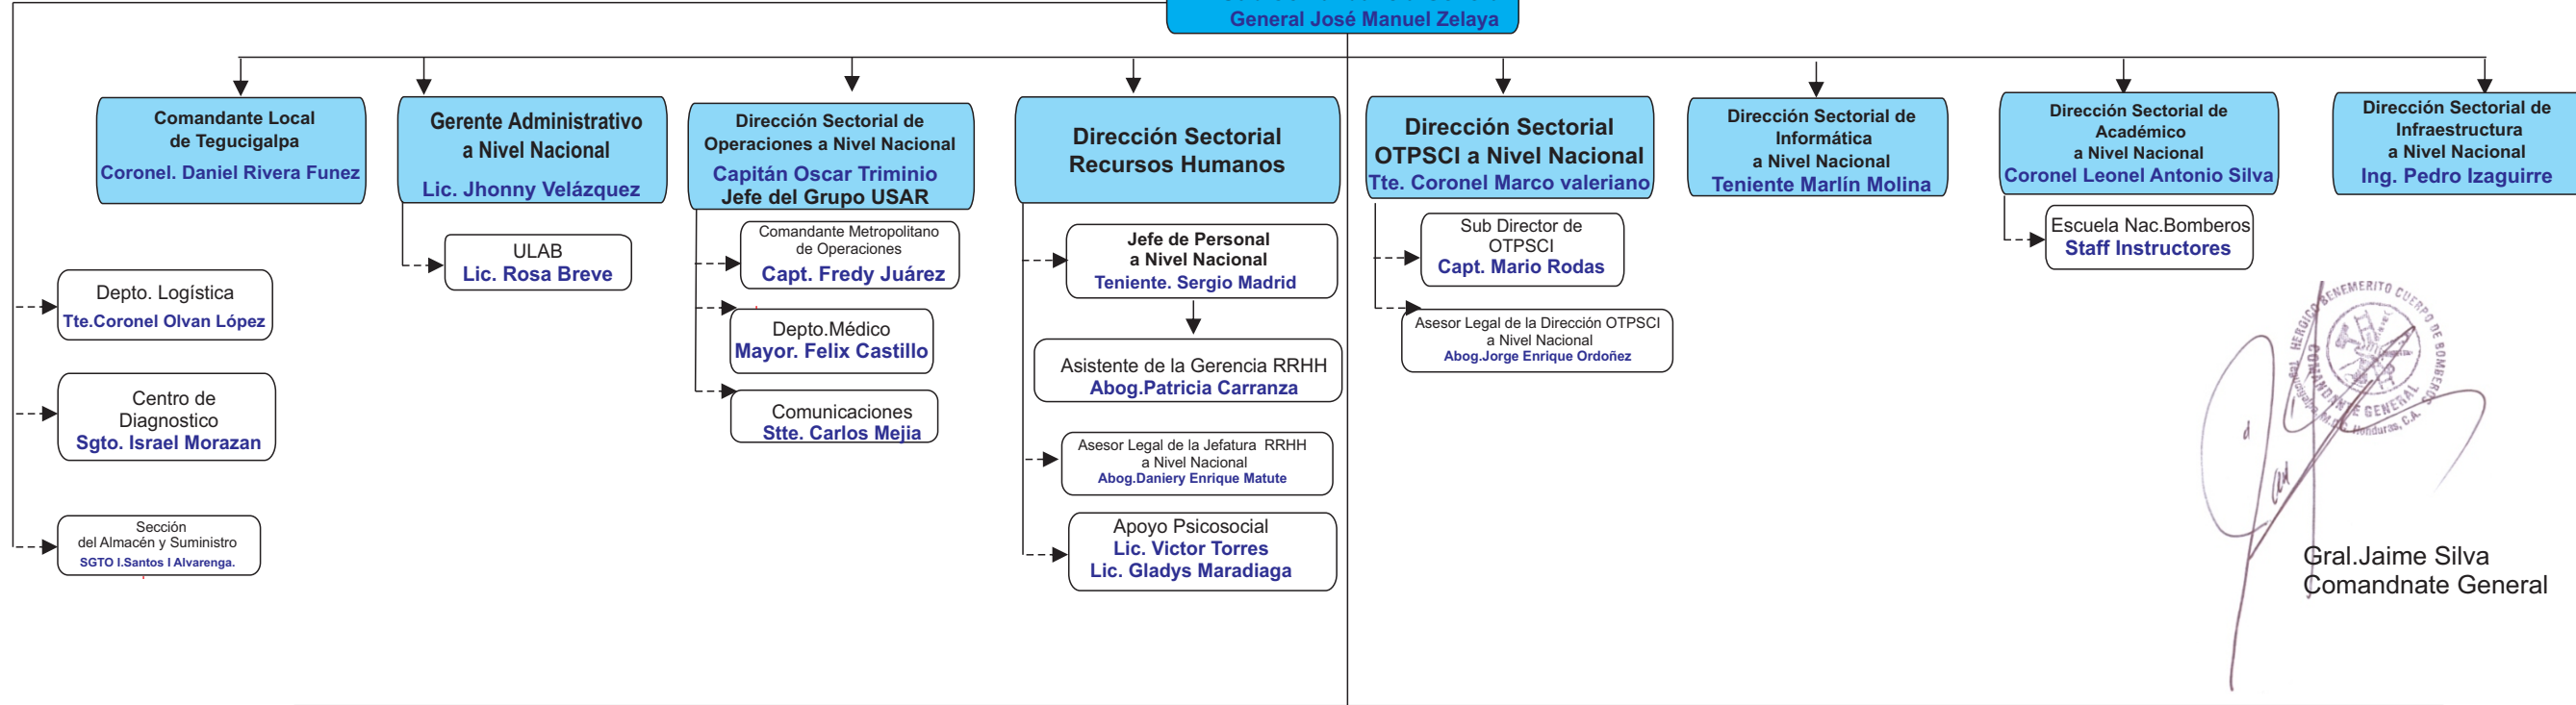 General José Manuel Zelaya
Comandante Local
de Tegucigalpa
Coronel. Daniel Rivera Funez
Gerente Administrativo
a Nivel Nacional
Lic. Jhonny Velázquez
Dirección Sectorial de
Operaciones a Nivel Nacional
Capitán Oscar Triminio
Jefe del Grupo USAR
Dirección Sectorial
Recursos Humanos
Dirección Sectorial
OTPSCI a Nivel Nacional
Tte. Coronel Marco valeriano
Dirección Sectorial de
Informática
a Nivel Nacional
Teniente Marlín Molina
Dirección Sectorial de
Académico
a Nivel Nacional
Coronel Leonel Antonio Silva
Dirección Sectorial de
Infraestructura
a Nivel Nacional
Ing. Pedro Izaguirre
Depto. Logística
Tte.Coronel Olvan López
Centro de
Diagnostico
Sgto. Israel Morazan
Sección
del Almacén y Suministro
SGTO I.Santos I Alvarenga.
ULAB
Lic. Rosa Breve
Comandante Metropolitano
de Operaciones
Capt. Fredy Juárez
Depto.Médico
Mayor. Felix Castillo
Comunicaciones
Stte. Carlos Mejia
Jefe de Personal
a Nivel Nacional
Teniente. Sergio Madrid
Asistente de la Gerencia RRHH
Abog.Patricia Carranza
Asesor Legal de la Jefatura RRHH
a Nivel Nacional
Abog.Daniery Enrique Matute
Apoyo Psicosocial
Lic. Victor Torres
Lic. Gladys Maradiaga
Sub Director de
OTPSCI
Capt. Mario Rodas
Asesor Legal de la Dirección OTPSCI
a Nivel Nacional
Abog.Jorge Enrique Ordoñez
Escuela Nac.Bomberos
Staff Instructores
BENEMERITO CUERPO DE BOMBEROS
COMANDANTE GENERAL
Honduras, C.A.
Gral.Jaime Silva
Comandnate General